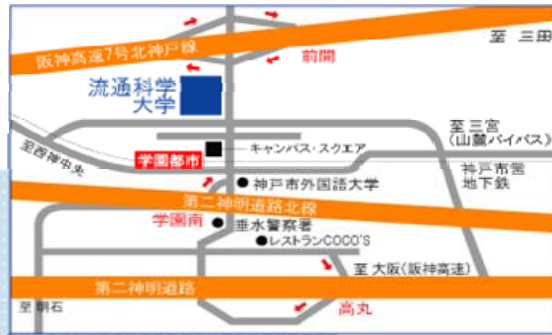 阪神高速7号北神戸線
至 三田
前開
流通科学
大学
至三宮
(山麓バイパス)
キャンパス・スクエア
至西神中央
学園都市
神戸市営
地下鉄
神戸市外国語大学
第二神明道路北線
学園南
垂水警察署
レストランCOCO'S
至 大阪(阪神高速)
第二神明道路
至 明石
高丸